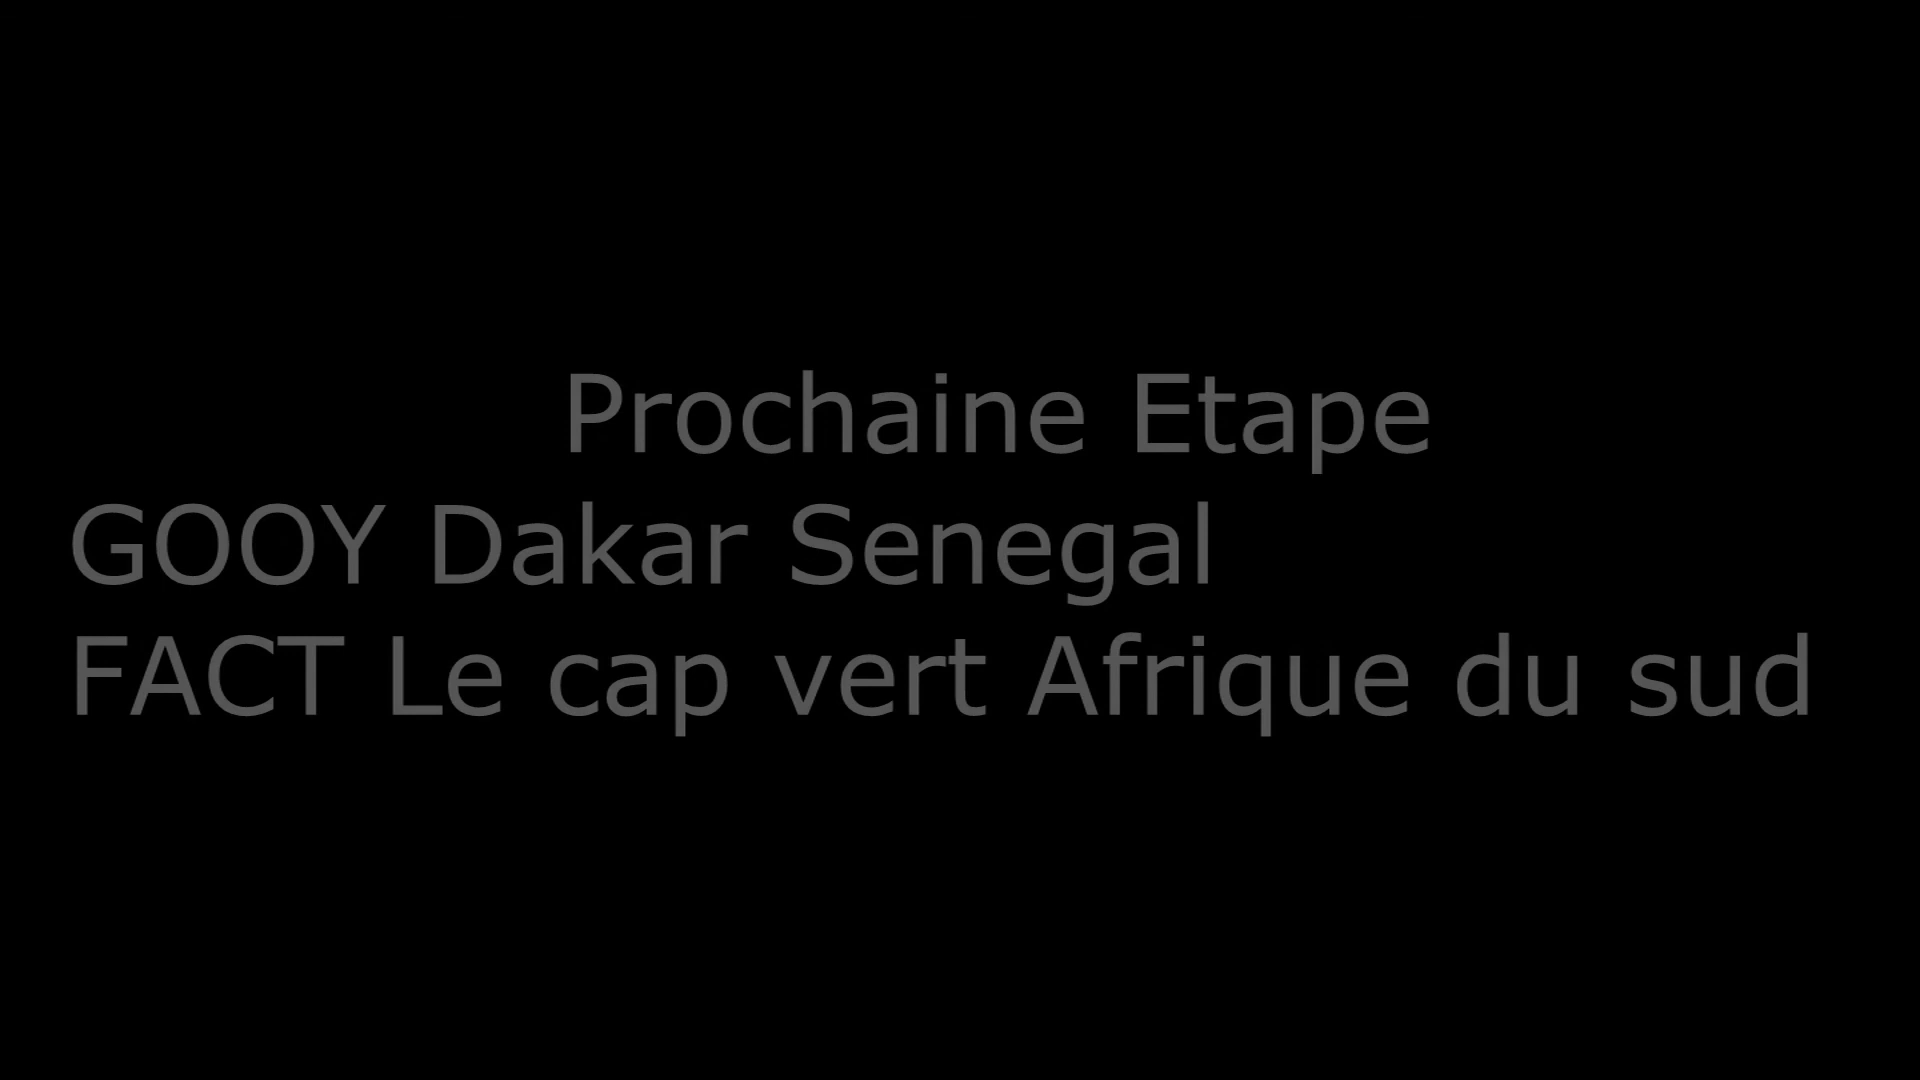 Prochaine Etape
GOOY Dakar Senegal
FACT Le cap vert Afrique du sud